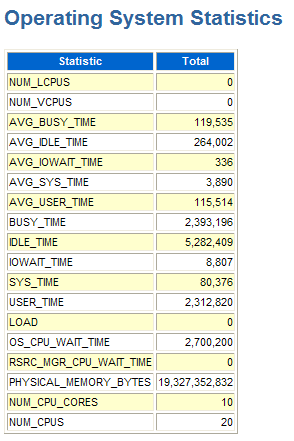 Operating System Statistics
Statistic Total
NUM_LCPUS 0
NUM_VCPUS 0
AVG_BUSY_TIME 119,535
AVG_IDLE_TIME 264,002
AVG_IOWAIT_TIME 336
AVG_SYS_TIME 3,890
AVG_USER_TIME 115,514
BUSY_TIME 2,393,196
IDLE_TIME 5,282,409
IOWAIT_TIME 8,807
SYS_TIME 80,376
USER_TIME 2,312,820
LOAD 0
OS_CPU_WAIT_TIME 2,700,200
RSRC_MGR_CPU_WAIT_TIME 0
PHYSICAL_MEMORY_BYTES 19,327,352,832
NUM_CPU_CORES 10
NUM_CPUS 20